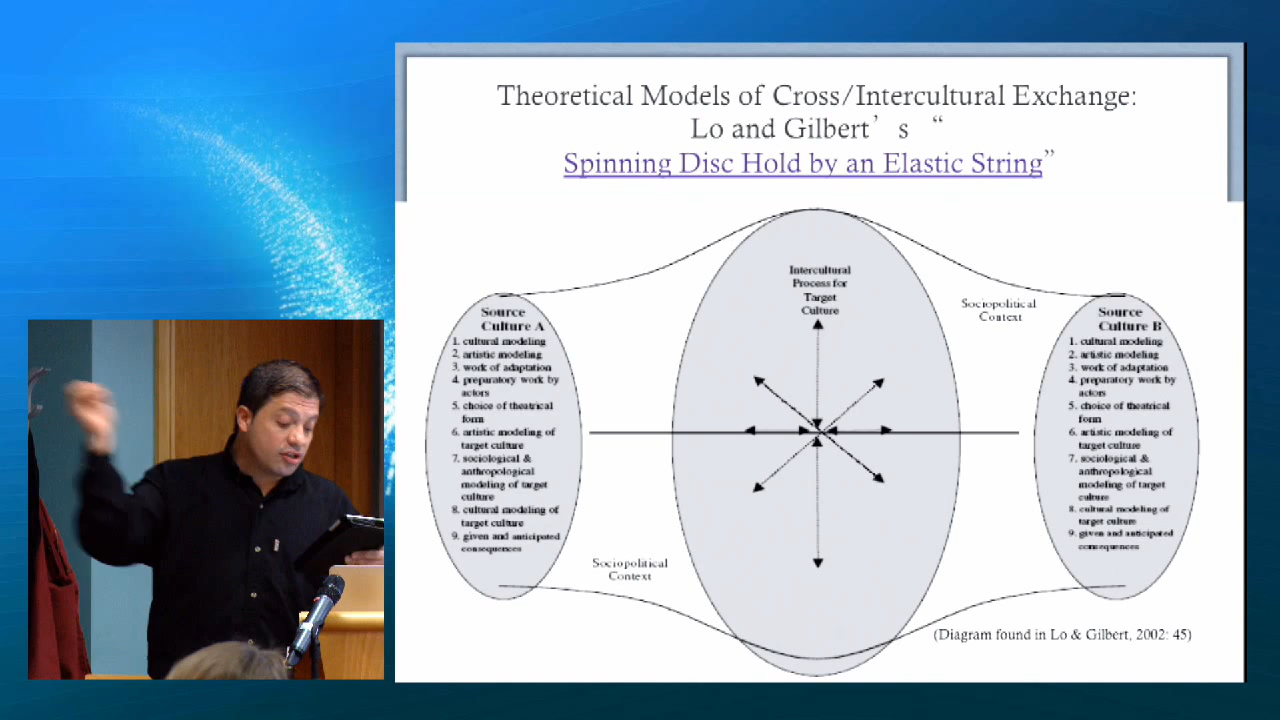 Theoretical Models of Cross/Intercultural Exchange:
Lo and Gilbert’ s “
Spinning Disc Hold by an Elastic String”
Intercultural
Process for
Target
Culture
Sociopolitical
Context
Source
Culture A
1. cultural modeling
2. artistic modeling
3. work of adaptation
4. preparatory work by
actors
5. choice of theatrical
form
6. artistic modeling of
target culture
7. sociological &
anthropological
modeling of target
culture
8. cultural modeling of
target culture
9. given and anticipated
consequences
Source
Culture B
1. cultural modeling
2. artistic modeling
3. work of adaptation
4. preparatory work by
actors
5. choice of theatrical
form
6. artistic modeling of
target culture
7. sociological &
anthropological
modeling of target
culture
8. cultural modeling of
target culture
9. given and anticipated
consequences
Sociopolitical
Context
(Diagram found in Lo & Gilbert, 2002: 45)